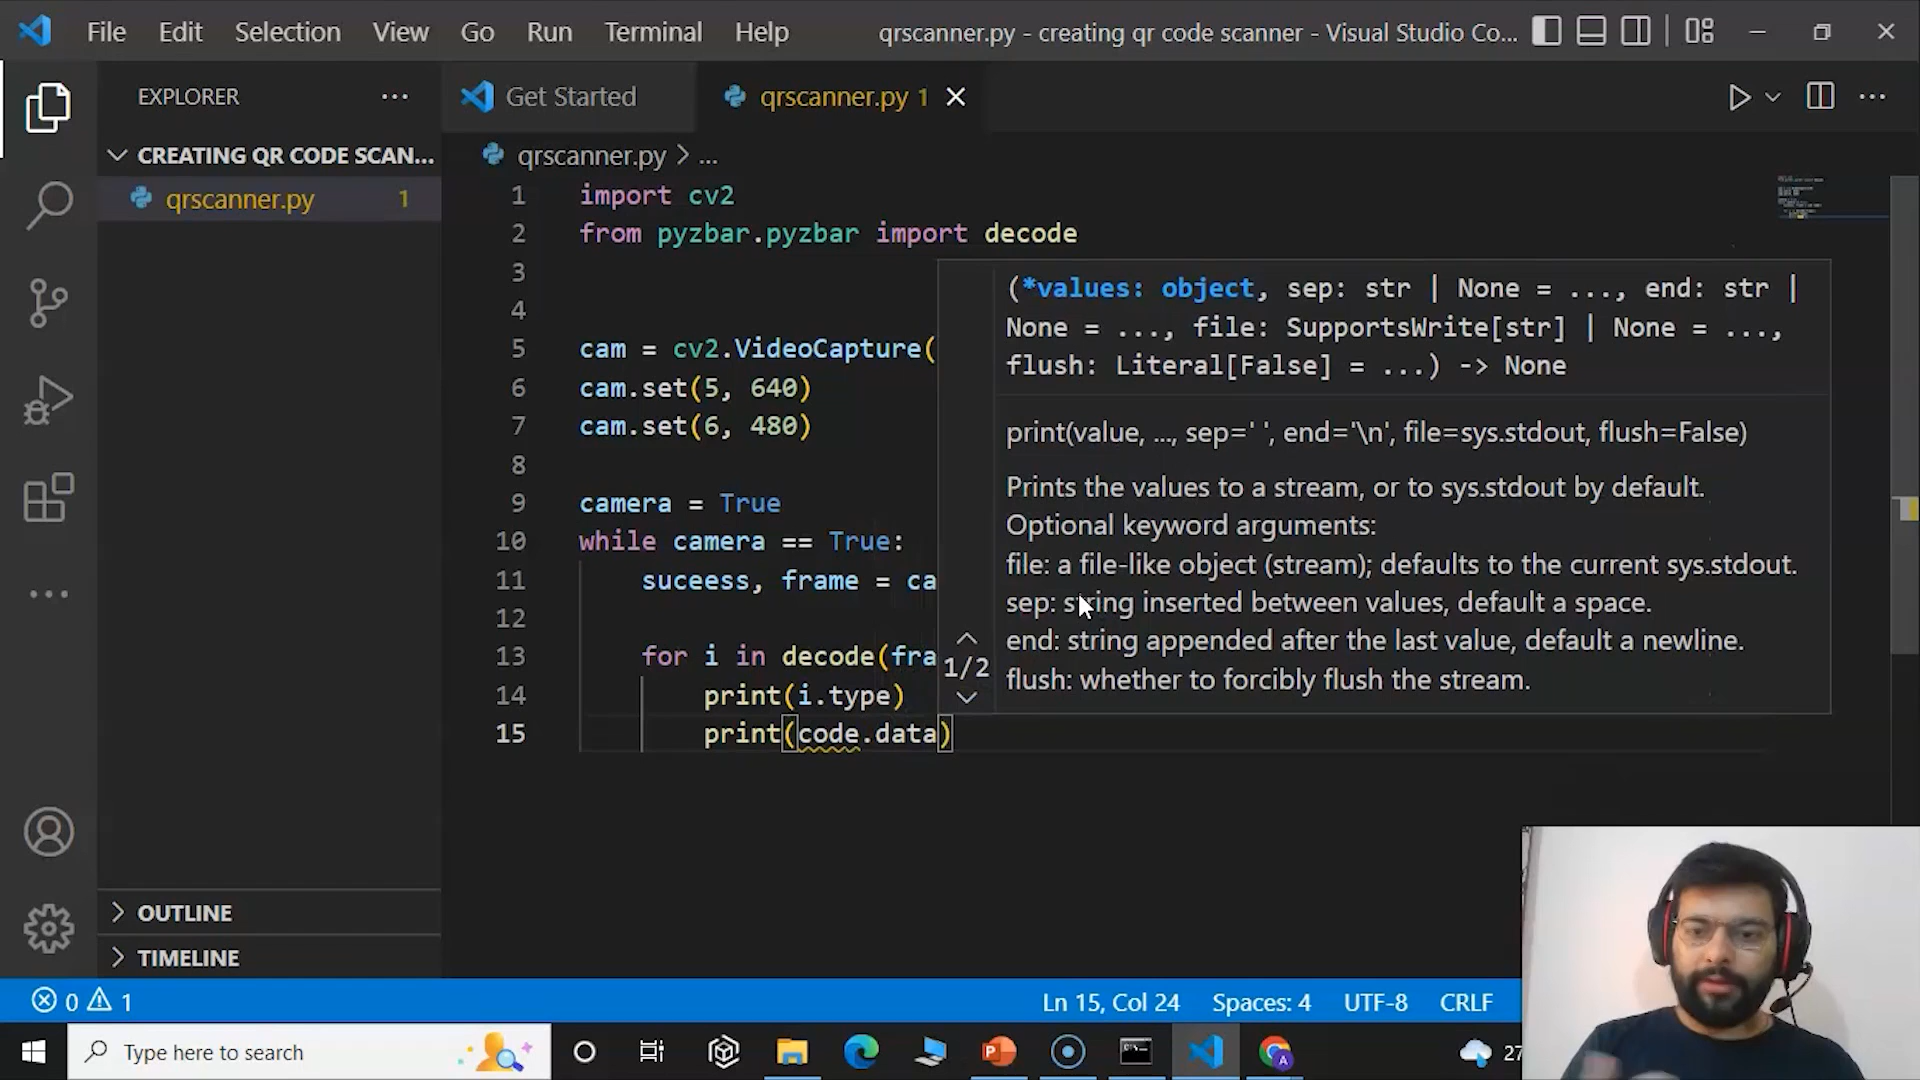 File Edit Selection View Go Run Terminal Help qrscanner.py - creating qr code scanner - Visual Studio Co...
EXPLORER
Get Started
qrscanner.py 1
CREATING QR CODE SCAN...
qrscanner.py > ...
qrscanner.py 1
1 import cv2
2 from pyzbar.pyzbar import decode
3
4
5 cam = cv2.VideoCapture(
6 cam.set(5, 640)
7 cam.set(6, 480)
8
9 camera = True
10 while camera == True:
11 suceess, frame = ca
12
13 for i in decode(fra
14 print(i.type)
15 print(code.data)
(*values: object, sep: str | None = ..., end: str |
None = ..., file: SupportsWrite[str] | None = ...,
flush: Literal[False] = ...) -> None
print(value, ..., sep=' ', end='\n', file=sys.stdout, flush=False)
Prints the values to a stream, or to sys.stdout by default.
Optional keyword arguments:
file: a file-like object (stream); defaults to the current sys.stdout.
sep: string inserted between values, default a space.
end: string appended after the last value, default a newline.
flush: whether to forcibly flush the stream.
1/2
OUTLINE
TIMELINE
0 1
Ln 15, Col 24 Spaces: 4 UTF-8 CRLF
Type here to search
27